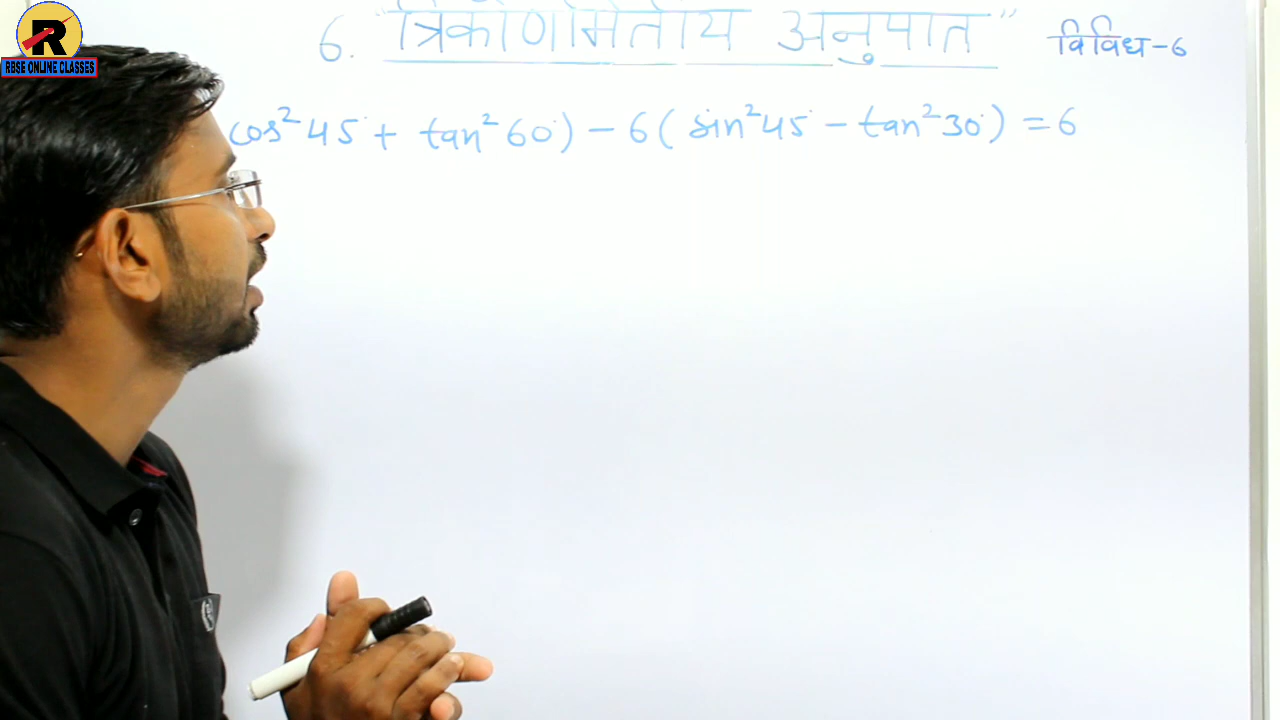 R
RBSE ONLINE CLASSES
6. "त्रिकोणमितीय अनुपात" विविध-6
cos²45° + tan²60°) - 6(sin²45° - tan²30°) = 6